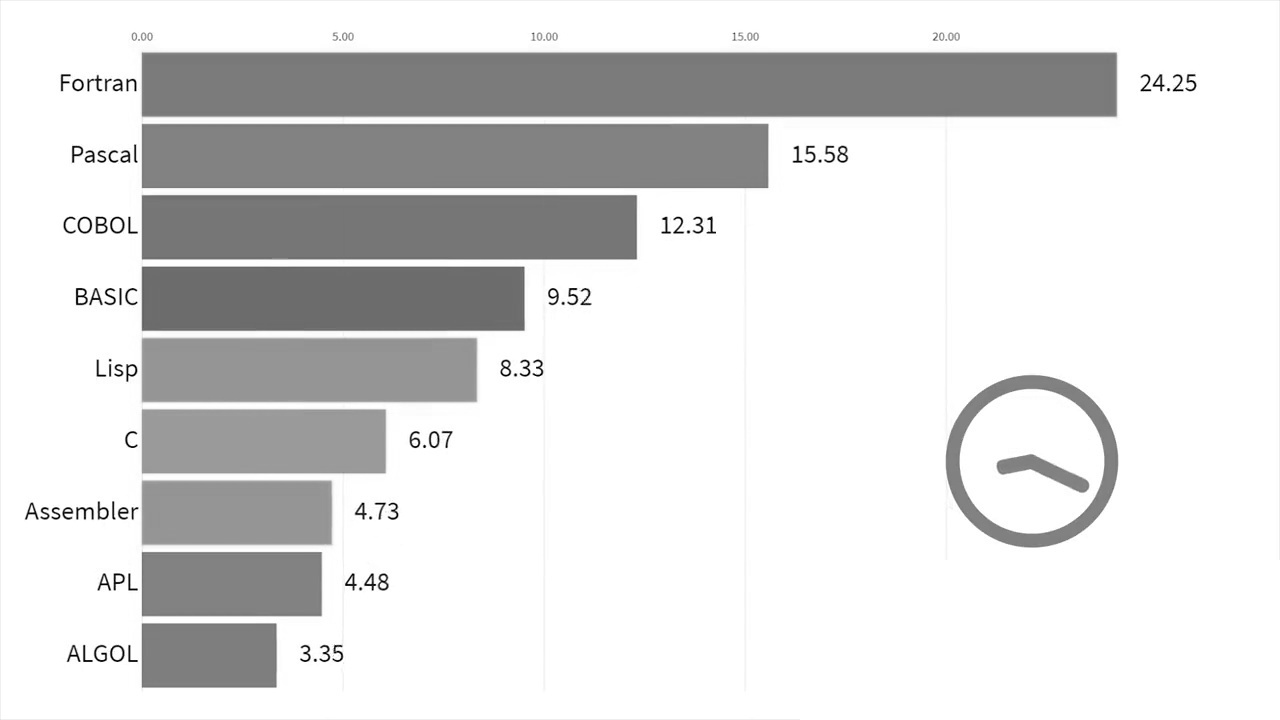 0.00 5.00 10.00 15.00 20.00
Fortran 24.25
Pascal 15.58
COBOL 12.31
BASIC 9.52
Lisp 8.33
C 6.07
Assembler 4.73
APL 4.48
ALGOL 3.35